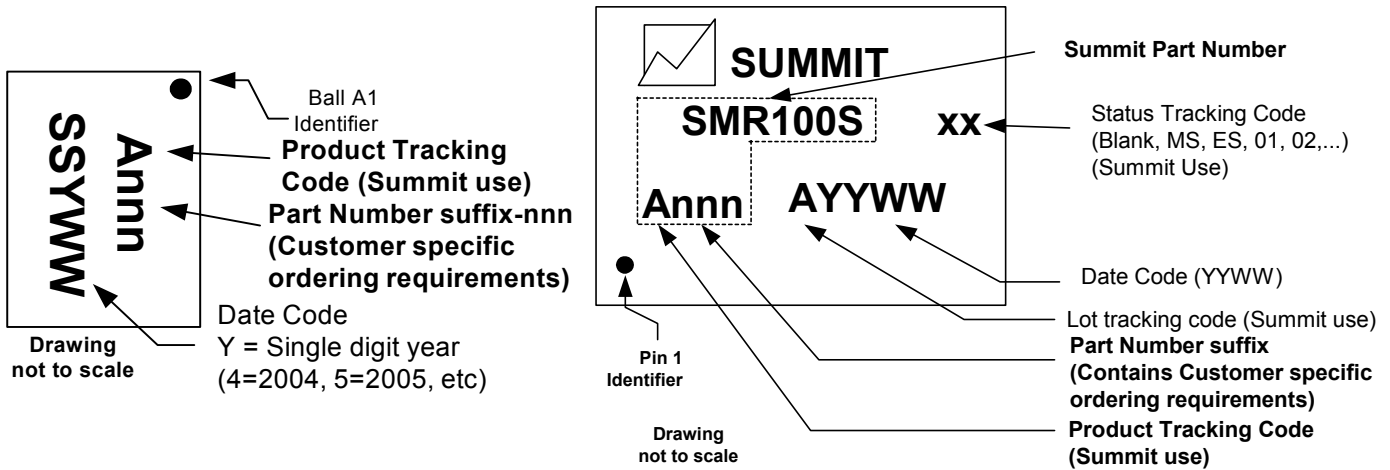 Annn
SSYWW
Ball A1
Identifier
Product Tracking
Code (Summit use)
Part Number suffix-nnn
(Customer specific
ordering requirements)
Date Code
Y = Single digit year
(4=2004, 5=2005, etc)
Drawing
not to scale
SUMMIT
SMR100S
xx
Annn
AYYWW
Pin 1
Identifier
Drawing
not to scale
Summit Part Number
Status Tracking Code
(Blank, MS, ES, 01, 02,...)
(Summit Use)
Date Code (YYWW)
Lot tracking code (Summit use)
Part Number suffix
(Contains Customer specific
ordering requirements)
Product Tracking Code
(Summit use)